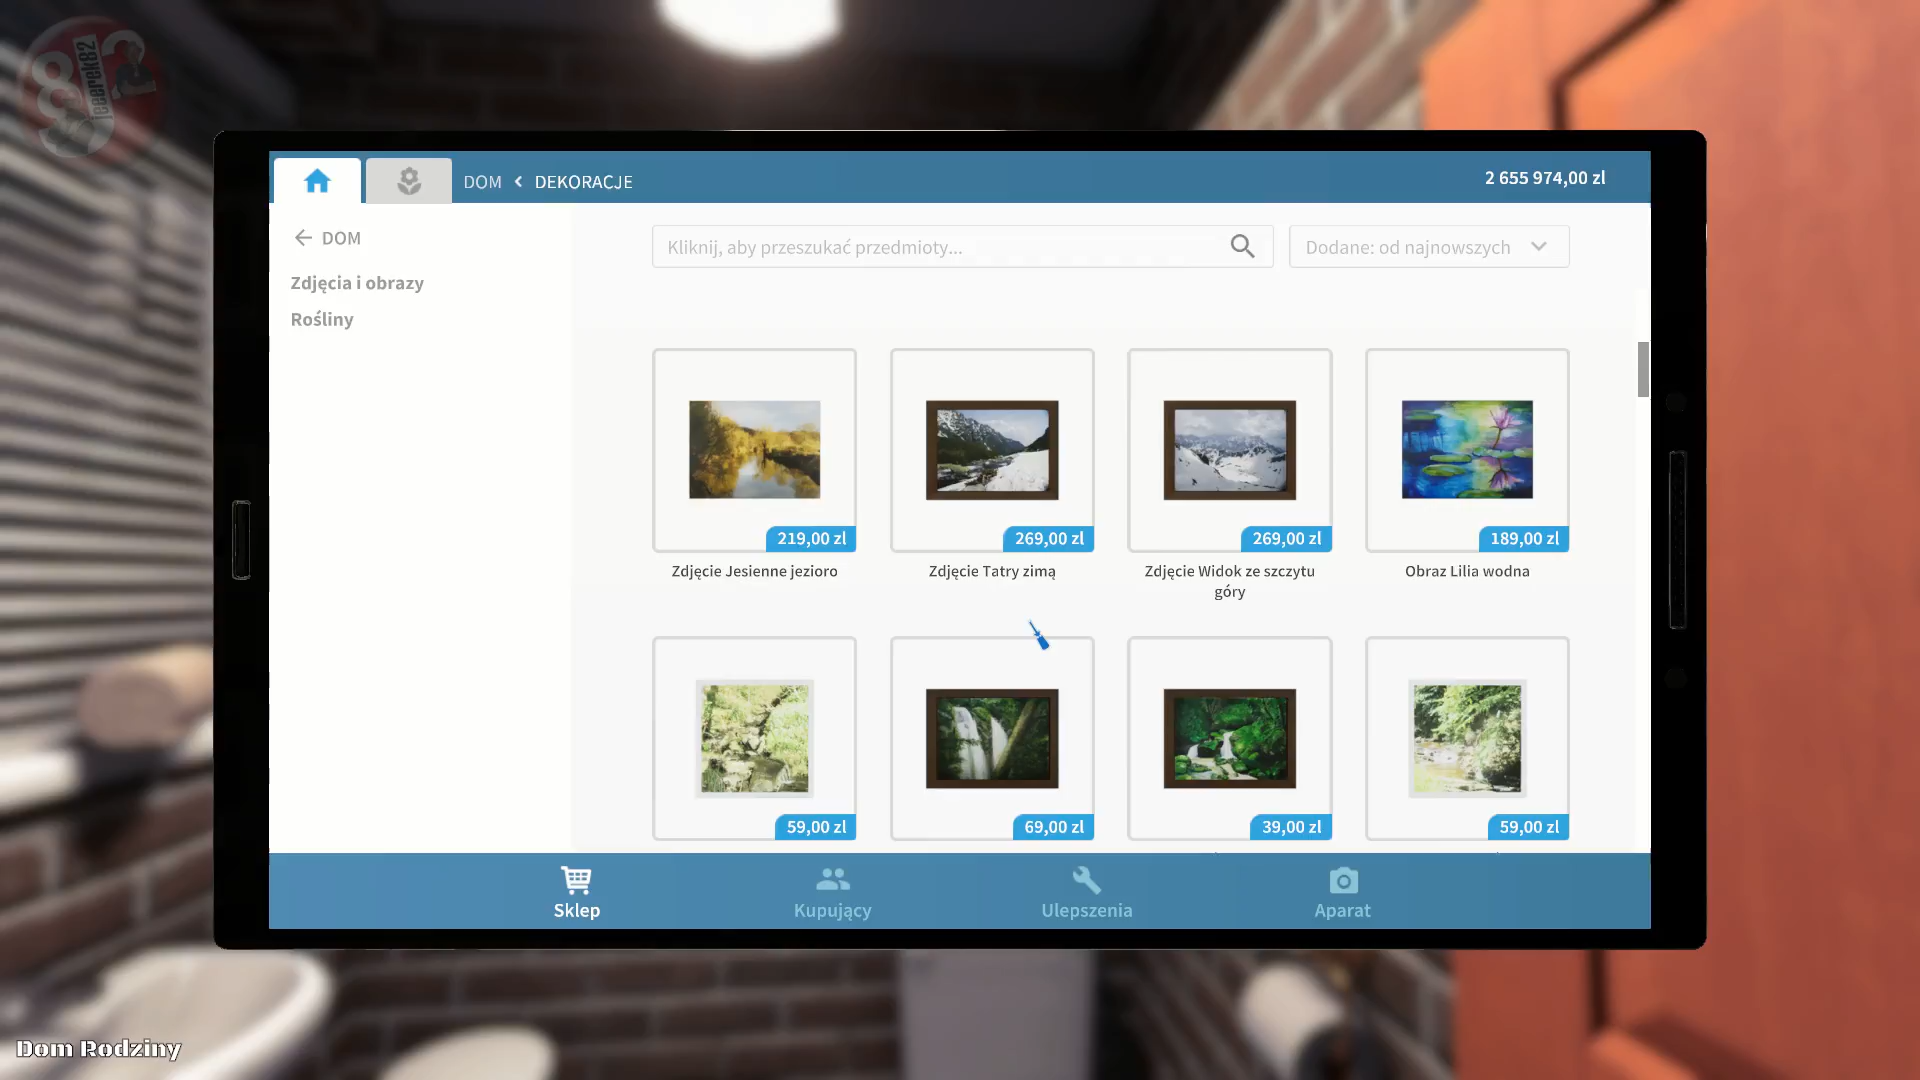 82
jeeerek82
DOM < DEKORACJE
2 655 974,00 zl
← DOM
Zdjęcia i obrazy
Rośliny
Kliknij, aby przeszukać przedmioty...
Dodane: od najnowszych
219,00 zl
269,00 zl
269,00 zl
189,00 zl
Zdjęcie Jesienne jezioro
Zdjęcie Tatry zimą
Zdjęcie Widok ze szczytu
góry
Obraz Lilia wodna
59,00 zl
69,00 zl
39,00 zl
59,00 zl
Sklep
Kupujący
Ulepszenia
Aparat
Dom Rodziny